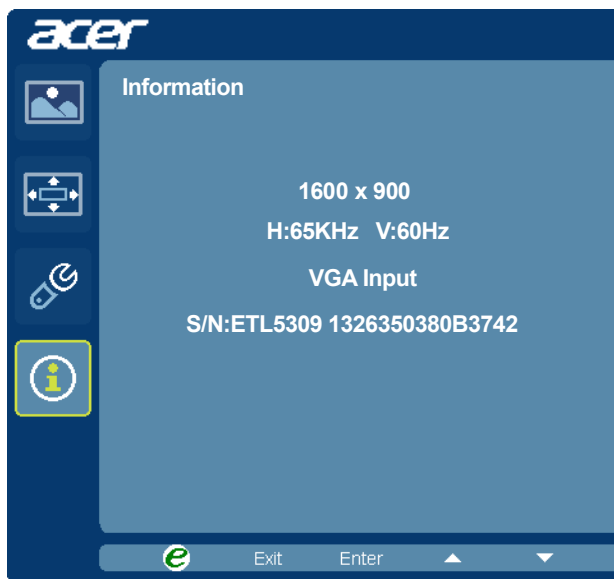 acer
Information
1600 x 900
H:65KHz V:60Hz
VGA Input
S/N:ETL5309 1326350380B3742
e Exit Enter